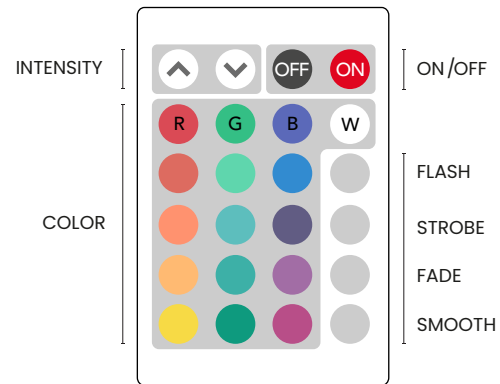 INTENSITY
OFF
ON
ON/OFF
R
G
B
W
COLOR
FLASH
STROBE
FADE
SMOOTH